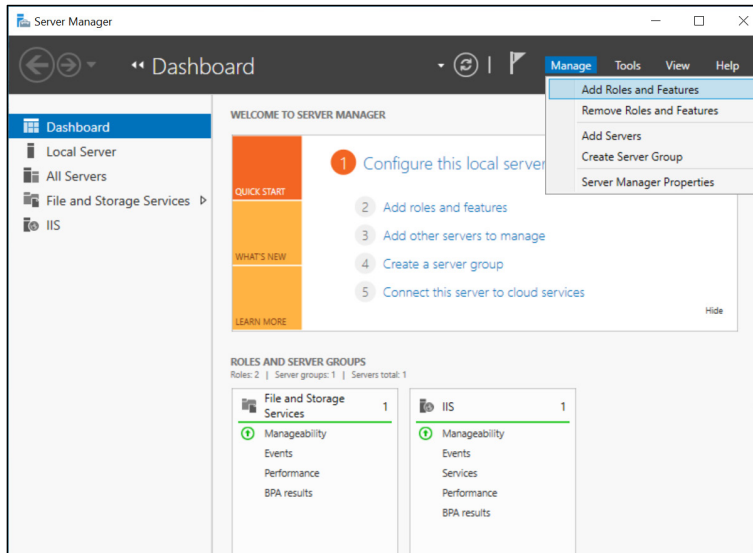 Server Manager
Dashboard
Manage Tools View Help
Add Roles and Features
Remove Roles and Features
Add Servers
Create Server Group
Server Manager Properties
Dashboard
Local Server
All Servers
File and Storage Services
IIS
WELCOME TO SERVER MANAGER
QUICK START
WHAT'S NEW
LEARN MORE
1 Configure this local server
2 Add roles and features
3 Add other servers to manage
4 Create a server group
5 Connect this server to cloud services
Hide
ROLES AND SERVER GROUPS
Roles: 2 | Server groups: 1 | Servers total: 1
File and Storage
Services 1
Manageability
Events
Performance
BPA results
IIS 1
Manageability
Events
Services
Performance
BPA results